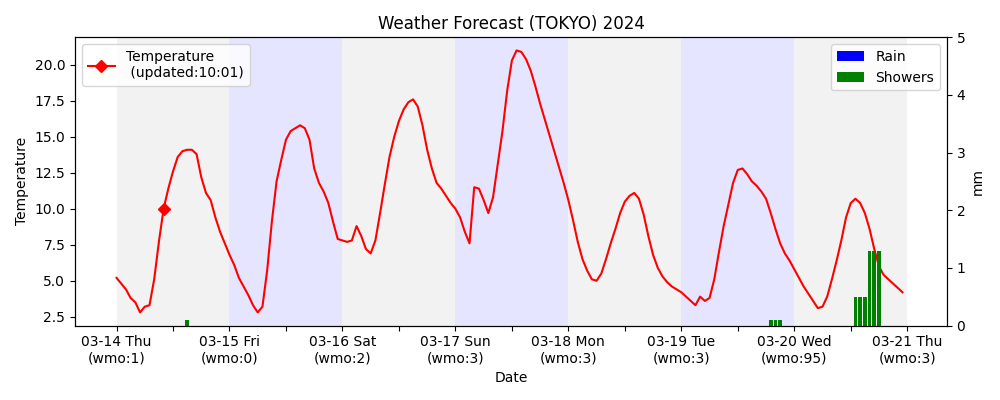 Weather Forecast (TOKYO) 2024
Temperature
(updated:10:01)
Rain
Showers
Temperature
20.0
17.5
15.0
12.5
10.0
7.5
5.0
2.5
5
4
3
2
1
0
mm
03-14 Thu
(wmo:1)
03-15 Fri
(wmo:0)
03-16 Sat
(wmo:2)
03-17 Sun
(wmo:3)
03-18 Mon
(wmo:3)
03-19 Tue
(wmo:3)
03-20 Wed
(wmo:95)
03-21 Thu
(wmo:3)
Date